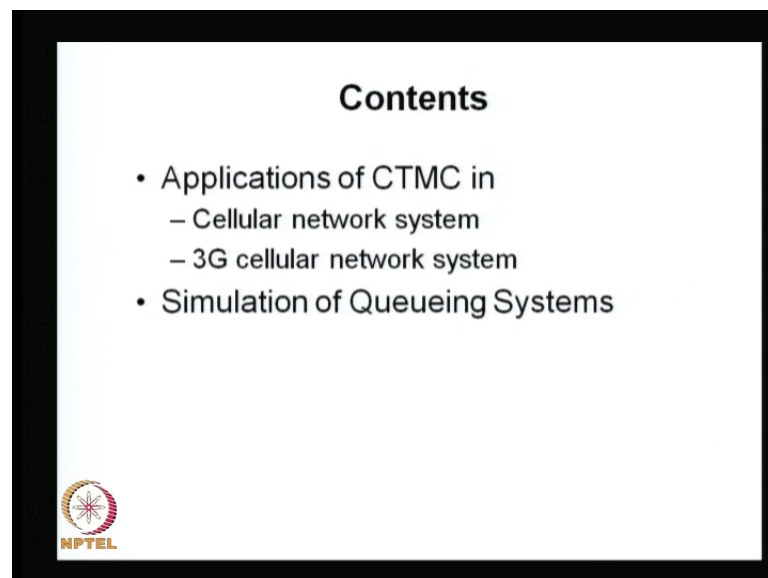 Contents
• Applications of CTMC in
– Cellular network system
– 3G cellular network system
• Simulation of Queueing Systems
NPTEL